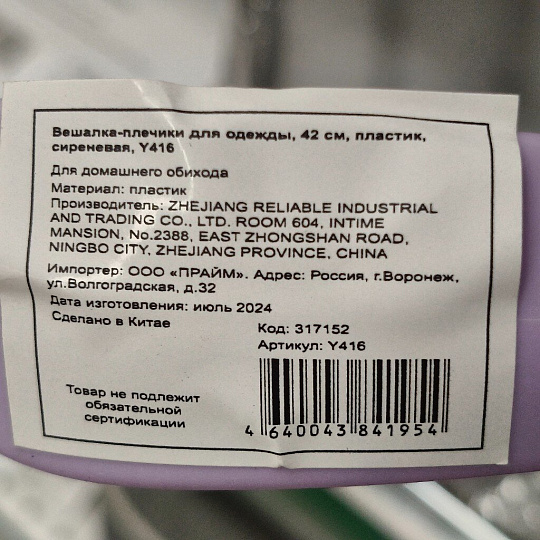 Вешалка-плечики для одежды, 42 см, пластик,
сиреневая, Y416
Для домашнего обихода
Материал: пластик
Производитель: ZHEJIANG RELIABLE INDUSTRIAL
AND TRADING CO., LTD. ROOM 604, INTIME
MANSION, No.2388, EAST ZHONGSHAN ROAD,
NINGBO CITY, ZHEJIANG PROVINCE, CHINA
Импортер: ООО «ПРАЙМ». Адрес: Россия, г.Воронеж,
ул.Волгоградская, д.32
Дата изготовления: июль 2024
Сделано в Китае
Код: 317152
Артикул: Y416
Товар не подлежит
обязательной
сертификации
4 640043 841954